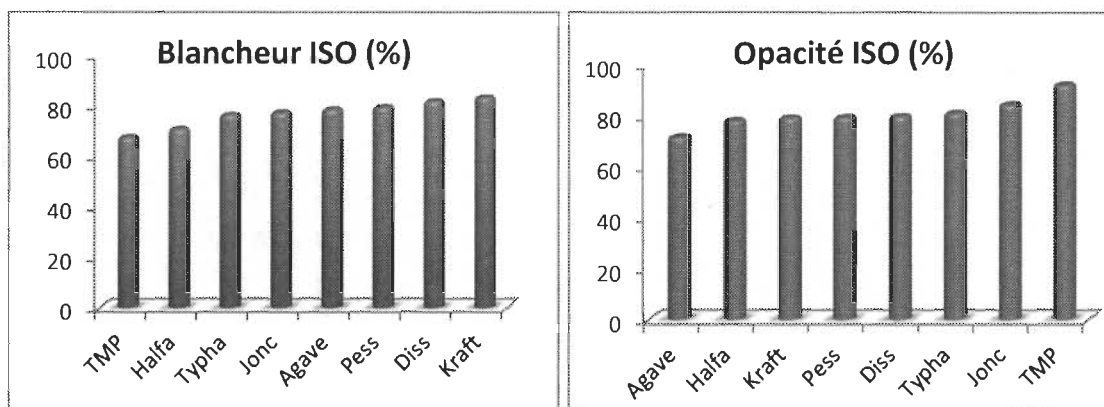 Blancheur ISO (%)
100
80
60
40
20
0
TMP
Halfa
Typha
Jonc
Agave
Pess
Diss
Kraft
Opacité ISO (%)
100
80
60
40
20
0
Agave
Halfa
Kraft
Pess
Diss
Typha
Jonc
TMP